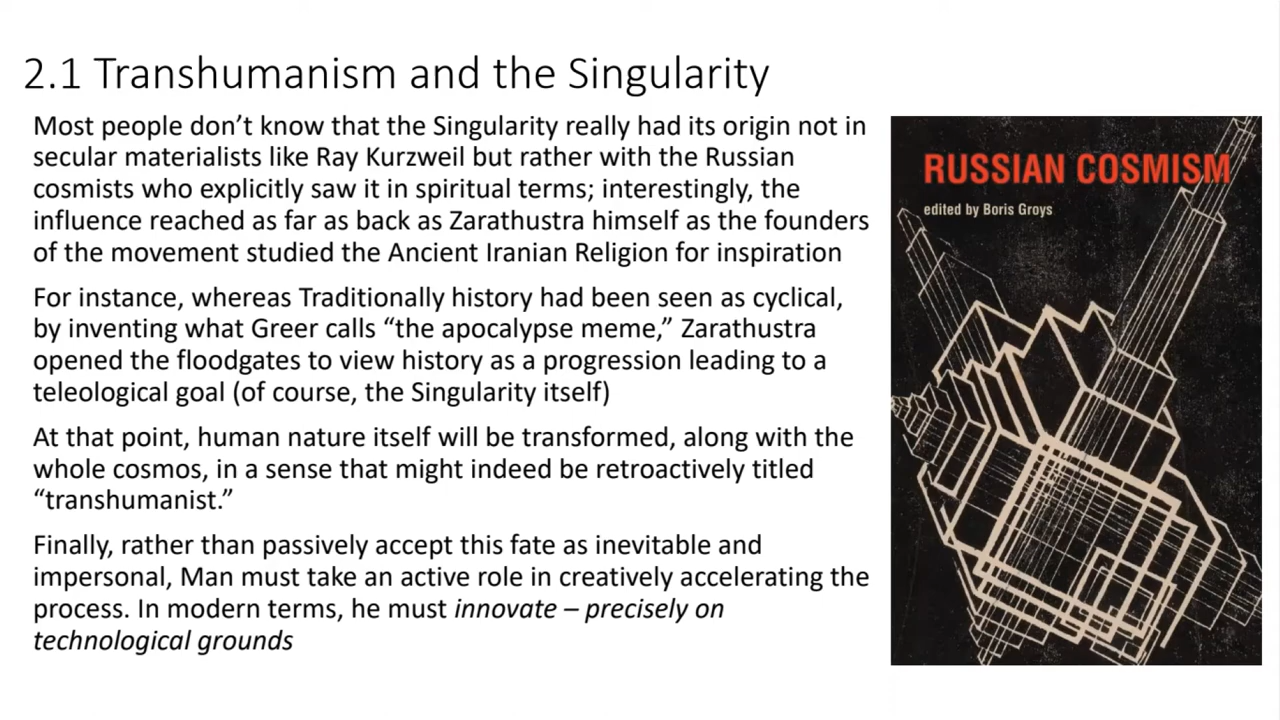 2.1 Transhumanism and the Singularity
Most people don’t know that the Singularity really had its origin not in
secular materialists like Ray Kurzweil but rather with the Russian
cosmists who explicitly saw it in spiritual terms; interestingly, the
influence reached as far as back as Zarathustra himself as the founders
of the movement studied the Ancient Iranian Religion for inspiration
For instance, whereas Traditionally history had been seen as cyclical,
by inventing what Greer calls “the apocalypse meme,” Zarathustra
opened the floodgates to view history as a progression leading to a
teleological goal (of course, the Singularity itself)
At that point, human nature itself will be transformed, along with the
whole cosmos, in a sense that might indeed be retroactively titled
“transhumanist.”
Finally, rather than passively accept this fate as inevitable and
impersonal, Man must take an active role in creatively accelerating the
process. In modern terms, he must innovate – precisely on
technological grounds
RUSSIAN COSMISM
edited by Boris Groys